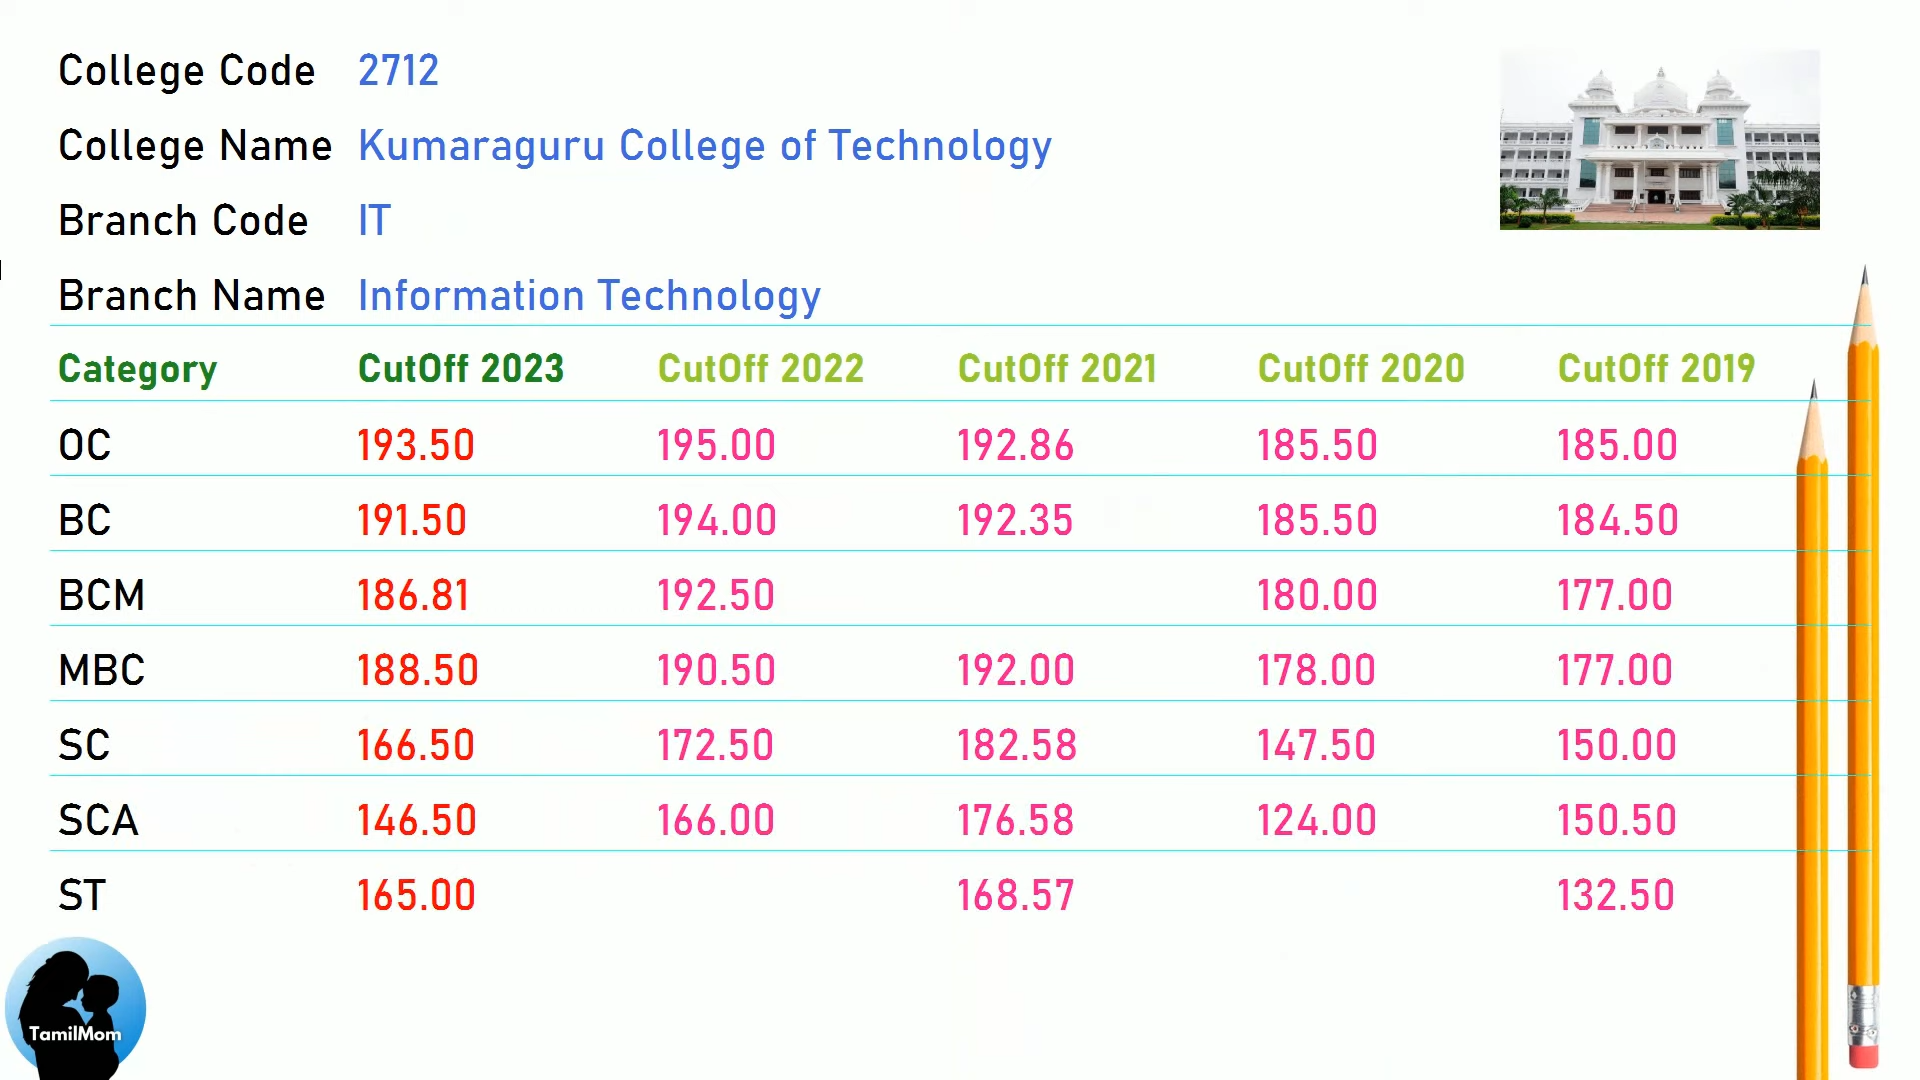 College Code 2712
College Name Kumaraguru College of Technology
Branch Code IT
Branch Name Information Technology
Category CutOff 2023 CutOff 2022 CutOff 2021 CutOff 2020 CutOff 2019
OC 193.50 195.00 192.86 185.50 185.00
BC 191.50 194.00 192.35 185.50 184.50
BCM 186.81 192.50 180.00 177.00
MBC 188.50 190.50 192.00 178.00 177.00
SC 166.50 172.50 182.58 147.50 150.00
SCA 146.50 166.00 176.58 124.00 150.50
ST 165.00 168.57 132.50
TamilMom